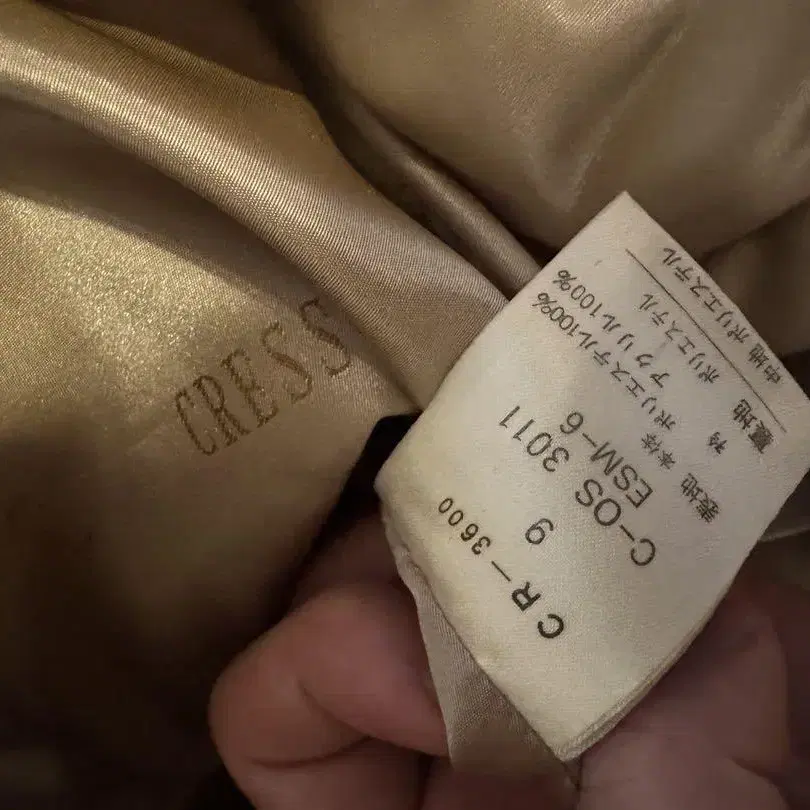 CRESS
CR-3600
9
C-OS 3011
ESM-6
表地 本体 ポリエステル100%
衿 アクリル100%
裏地 ポリエステル
中地 ポリエステル